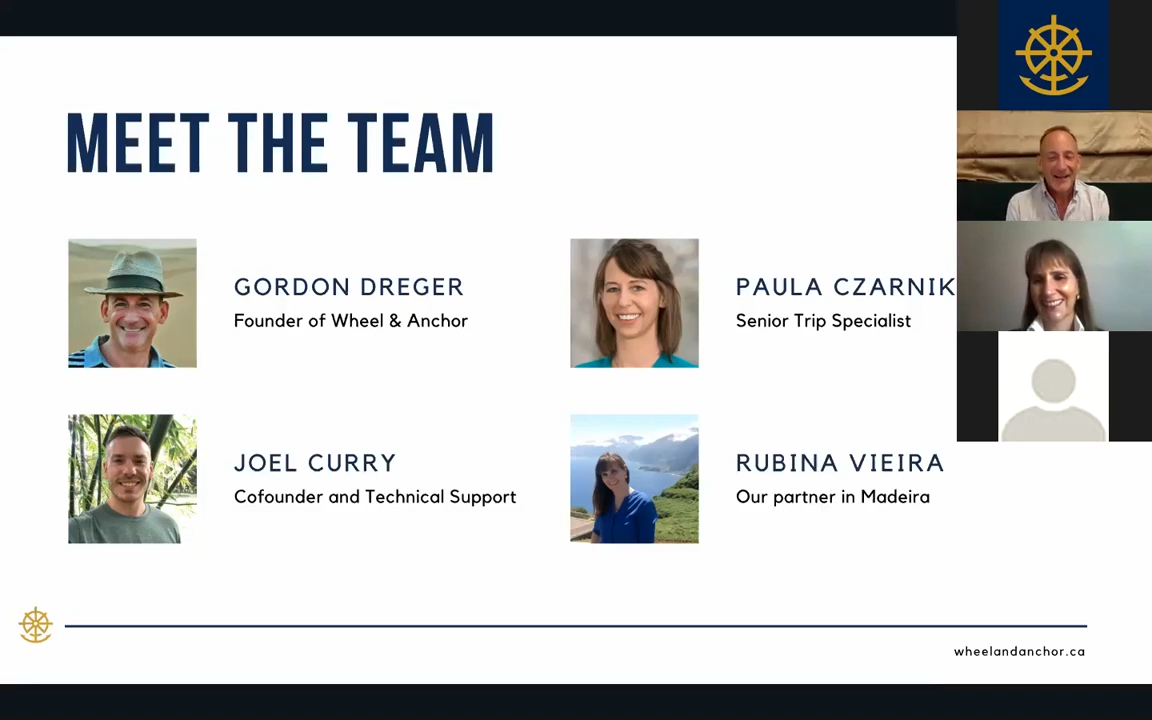 MEET THE TEAM
GORDON DREGER
Founder of Wheel & Anchor
PAULA CZARNIK
Senior Trip Specialist
JOEL CURRY
Cofounder and Technical Support
RUBINA VIEIRA
Our partner in Madeira
wheelandanchor.ca